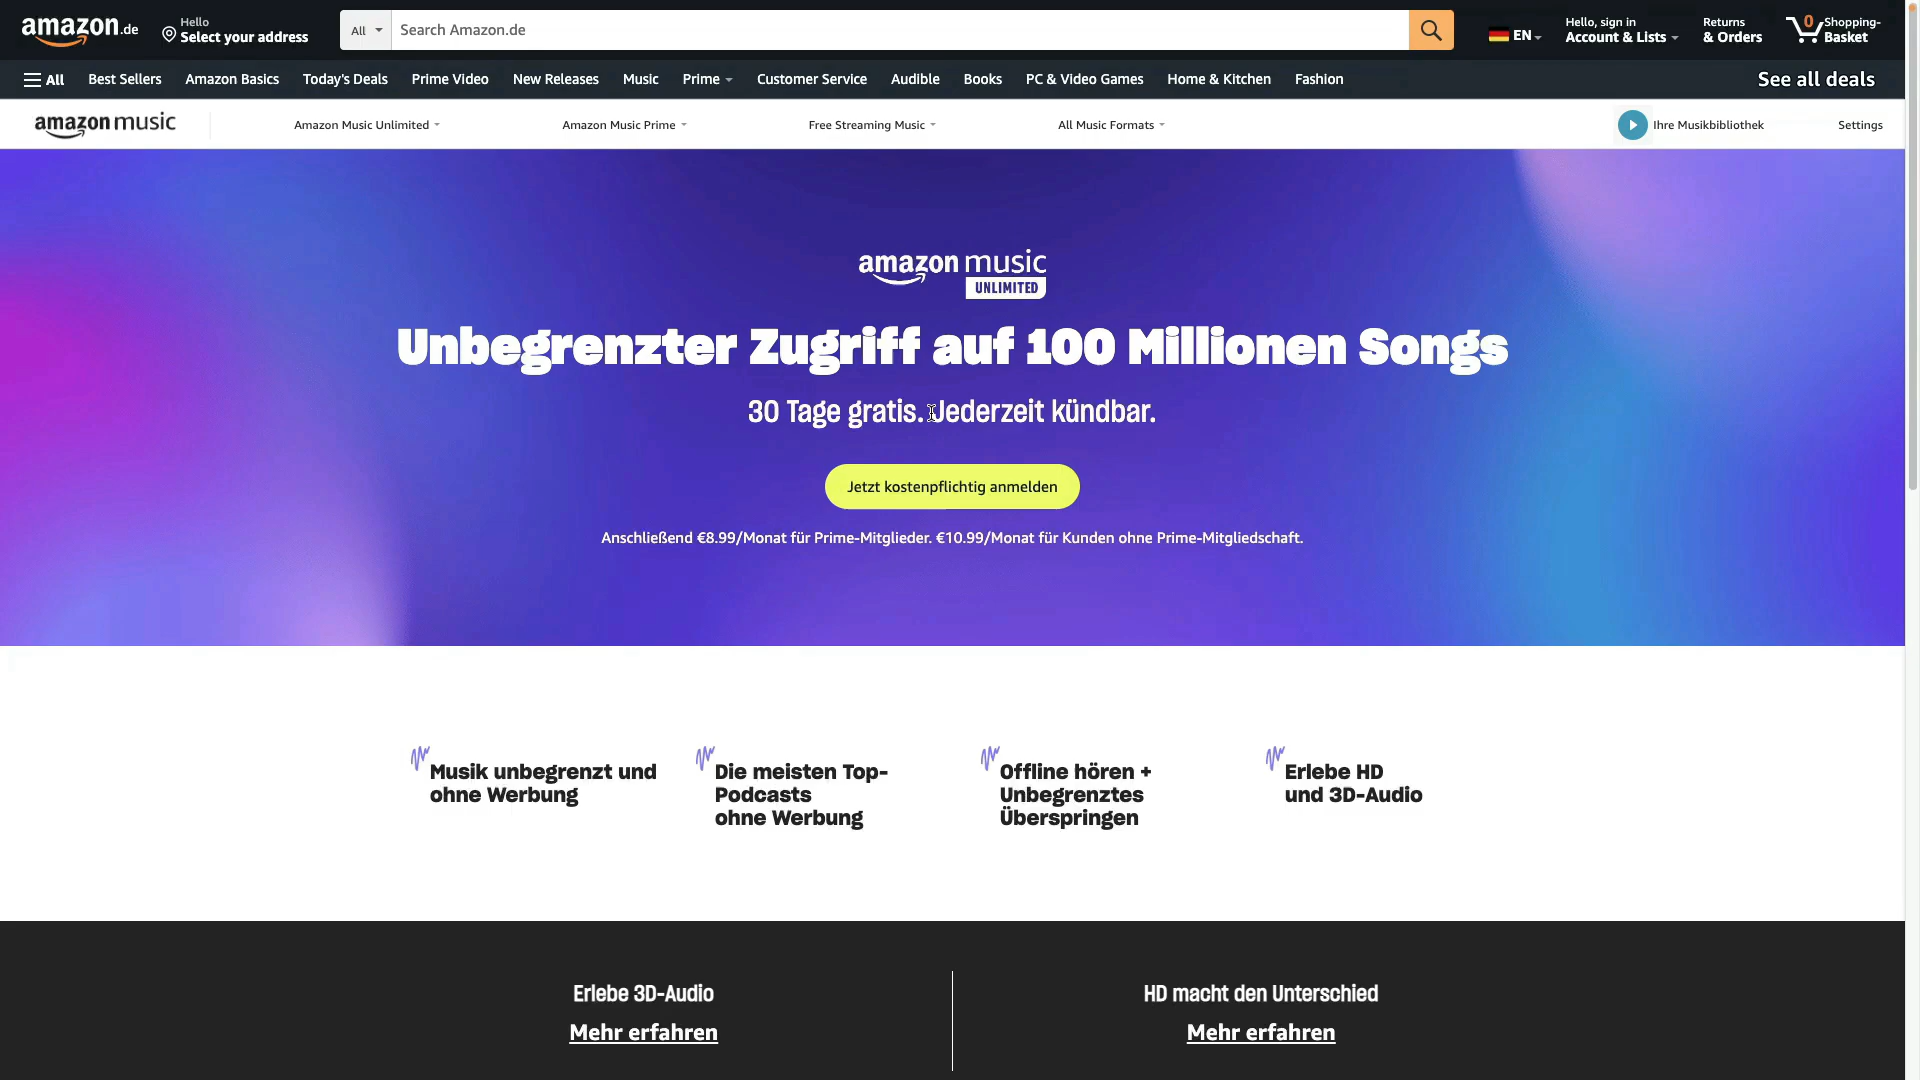 amazon.de
Hello
Select your address
All
Search Amazon.de
EN
Hello, sign in
Account & Lists
Returns
& Orders
0
Shopping-
Basket
All
Best Sellers
Amazon Basics
Today's Deals
Prime Video
New Releases
Music
Prime
Customer Service
Audible
Books
PC & Video Games
Home & Kitchen
Fashion
See all deals
amazon music
Amazon Music Unlimited
Amazon Music Prime
Free Streaming Music
All Music Formats
Ihre Musikbibliothek
Settings
amazon music
UNLIMITED
Unbegrenzter Zugriff auf 100 Millionen Songs
30 Tage gratis. Jederzeit kündbar.
Jetzt kostenpflichtig anmelden
Anschließend €8.99/Monat für Prime-Mitglieder. €10.99/Monat für Kunden ohne Prime-Mitgliedschaft.
Musik unbegrenzt und
ohne Werbung
Die meisten Top-
Podcasts
ohne Werbung
Offline hören +
Unbegrenztes
Überspringen
Erlebe HD
und 3D-Audio
Erlebe 3D-Audio
Mehr erfahren
HD macht den Unterschied
Mehr erfahren